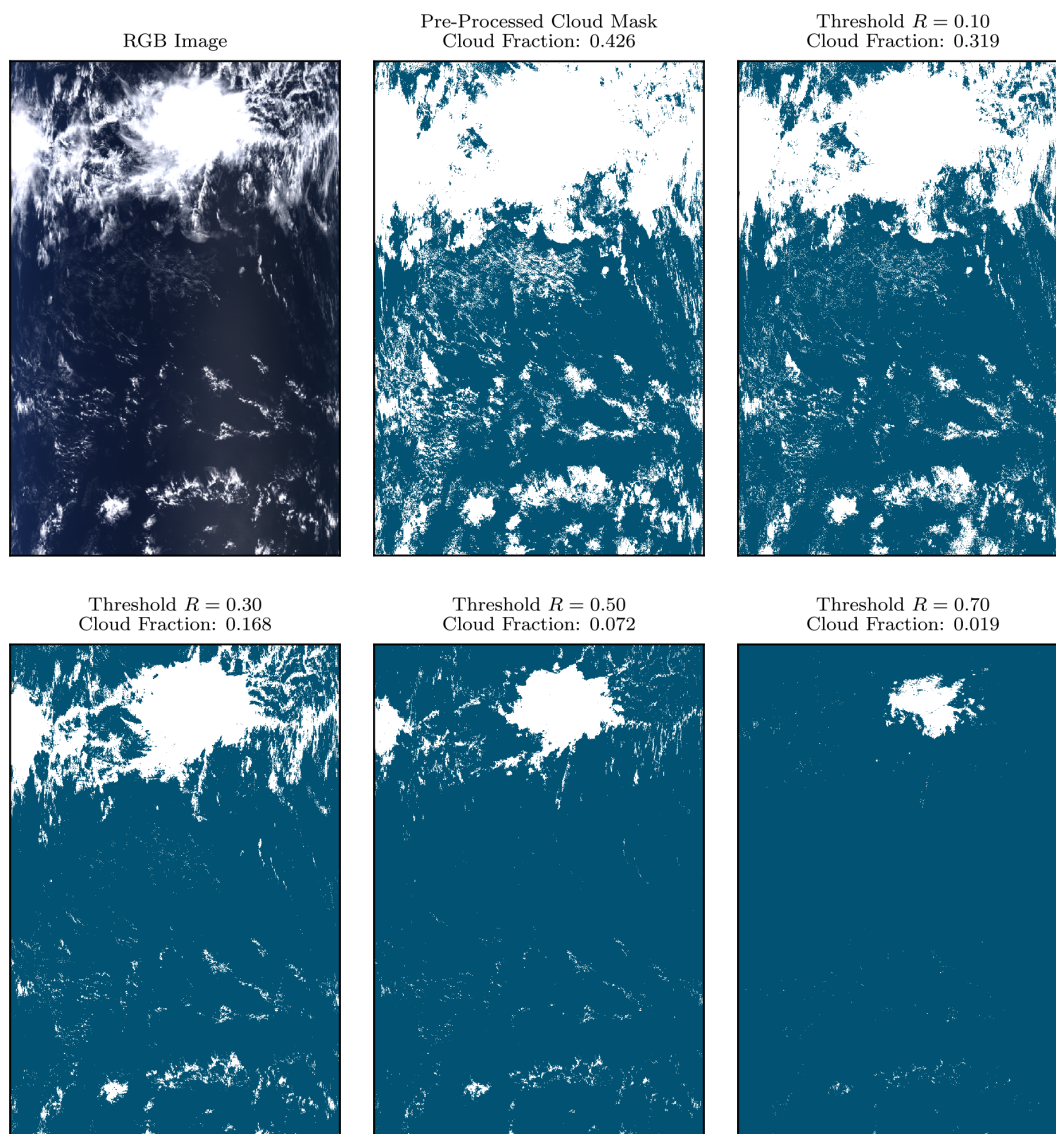 RGB Image
Pre-Processed Cloud Mask
Cloud Fraction: 0.426
Threshold R = 0.10
Cloud Fraction: 0.319
Threshold R = 0.30
Cloud Fraction: 0.168
Threshold R = 0.50
Cloud Fraction: 0.072
Threshold R = 0.70
Cloud Fraction: 0.019